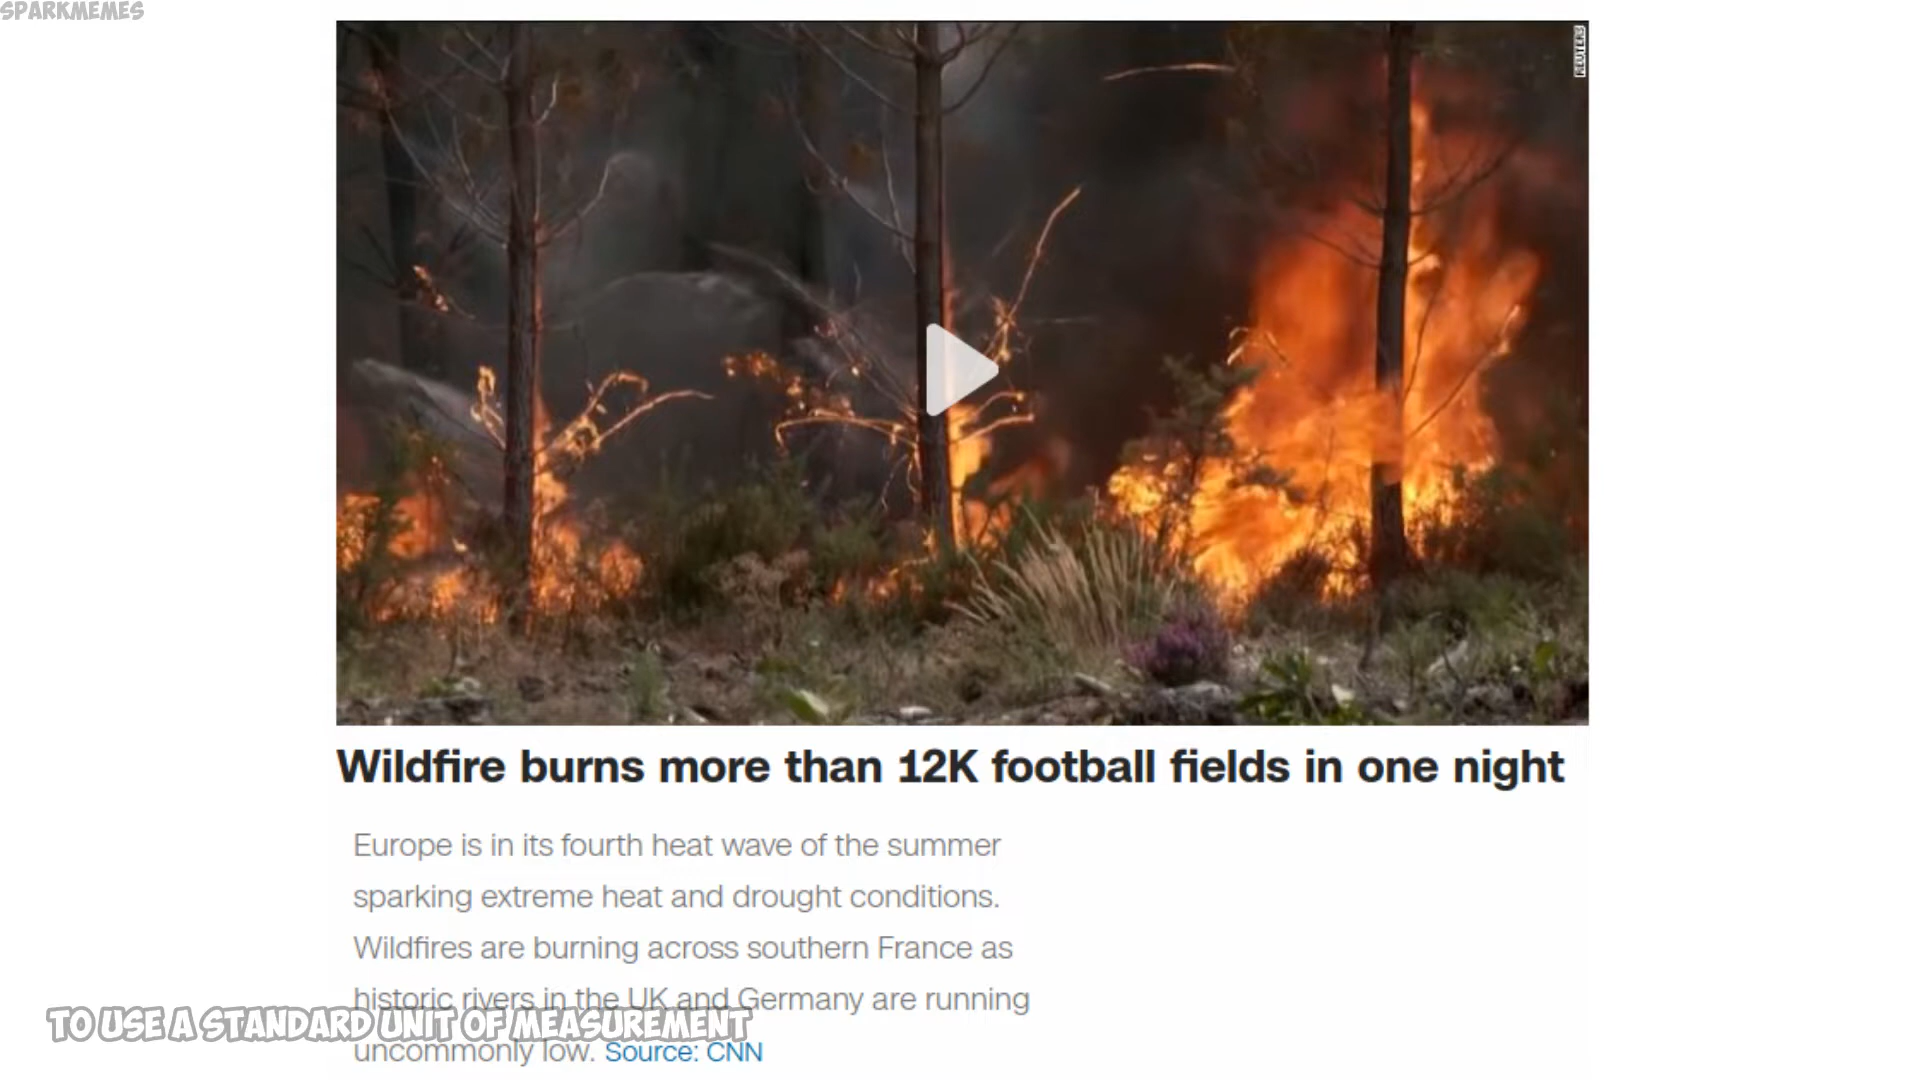 SPARKMEMES
REUTERS
Wildfire burns more than 12K football fields in one night
Europe is in its fourth heat wave of the summer
sparking extreme heat and drought conditions.
Wildfires are burning across southern France as
historic rivers in the UK and Germany are running
TO USE A STANDARD UNIT OF MEASUREMENT
uncommonly low. Source: CNN